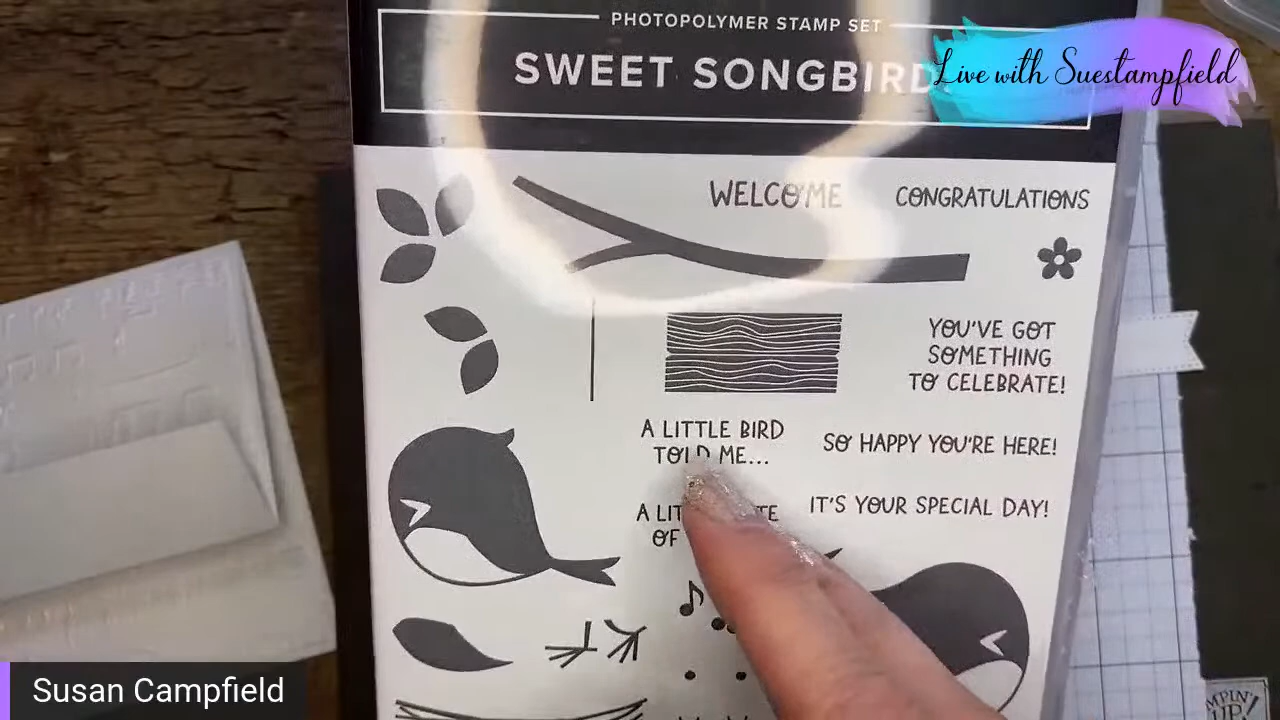 PHOTOPOLYMER STAMP SET
SWEET SONGBIRD
Live with Suestampfield
WELCOME
CONGRATULATIONS
YOU'VE GOT
SOMETHING
TO CELEBRATE!
A LITTLE BIRD
TOLD ME...
SO HAPPY YOU'RE HERE!
A
OF
IT'S YOUR SPECIAL DAY!
Susan Campfield